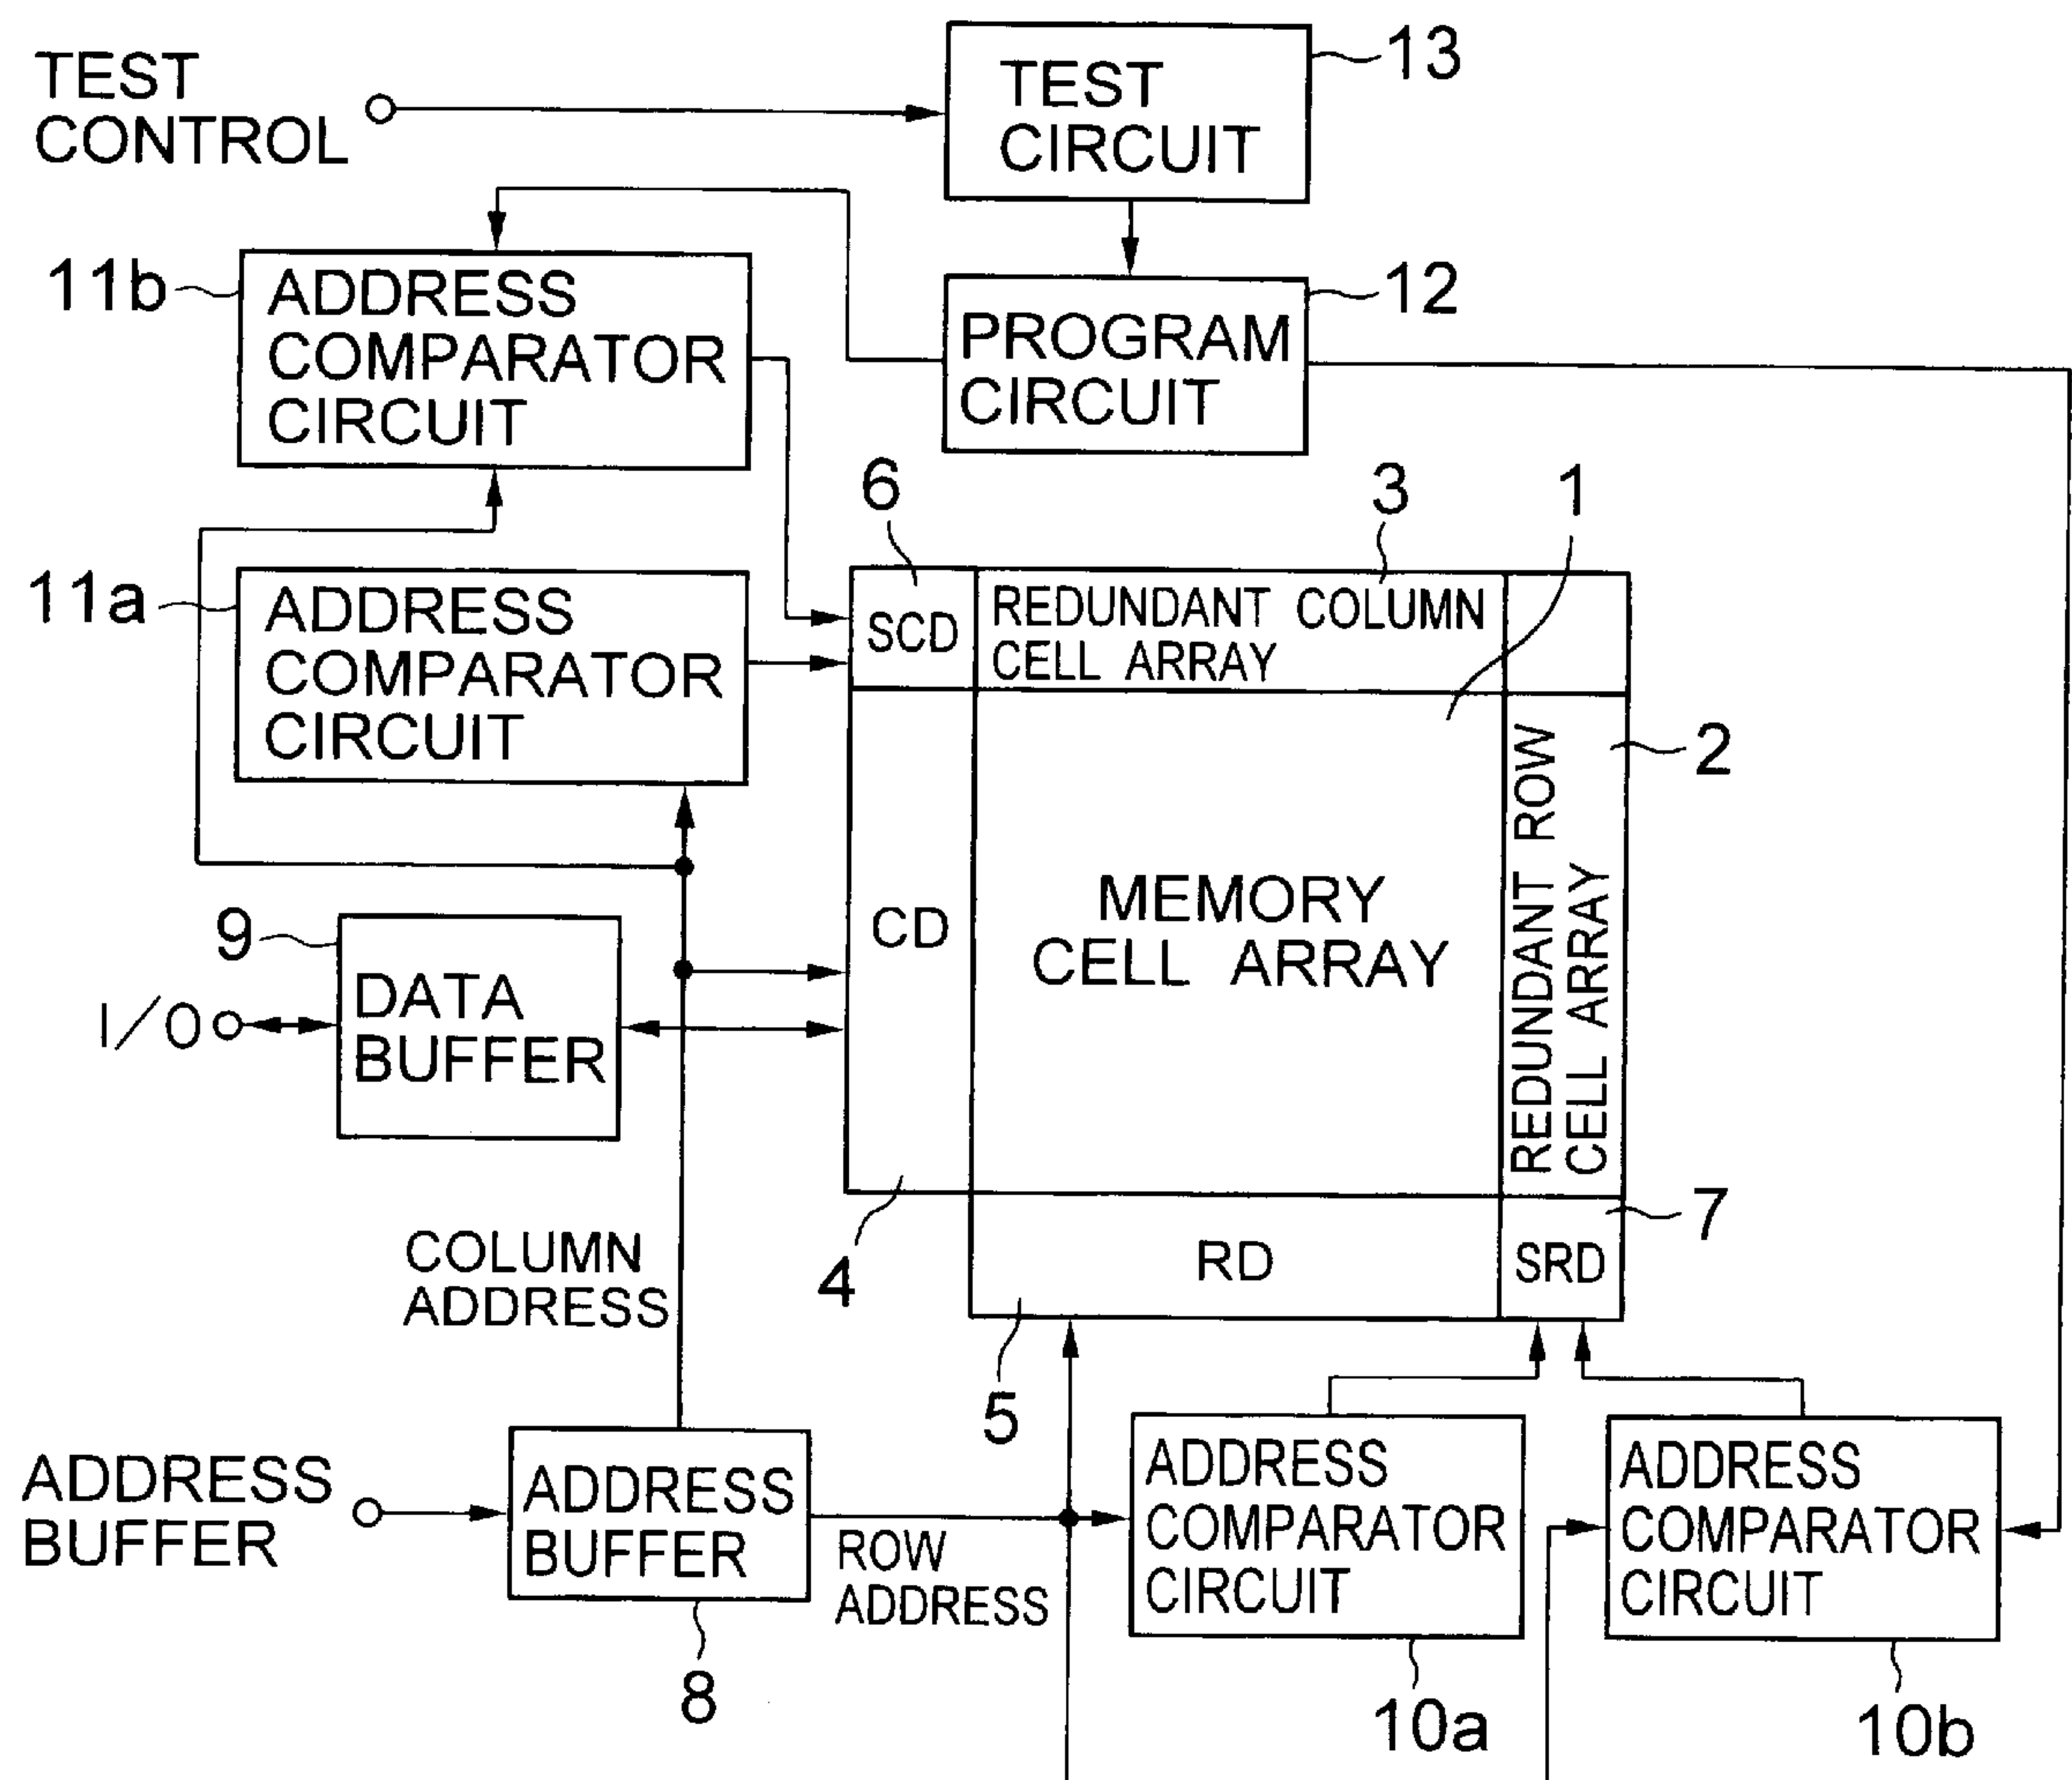 TEST
CONTROL
TEST
CIRCUIT
13
11b
ADDRESS
COMPARATOR
CIRCUIT
PROGRAM
CIRCUIT
12
6
3
1
11a
ADDRESS
COMPARATOR
CIRCUIT
SCD
REDUNDANT COLUMN
CELL ARRAY
2
REDUNDANT ROW
CELL ARRAY
CD
MEMORY
CELL ARRAY
9
I/O
DATA
BUFFER
COLUMN
ADDRESS
4
RD
SRD
7
5
ADDRESS
BUFFER
ADDRESS
BUFFER
8
ROW
ADDRESS
ADDRESS
COMPARATOR
CIRCUIT
10a
ADDRESS
COMPARATOR
CIRCUIT
10b